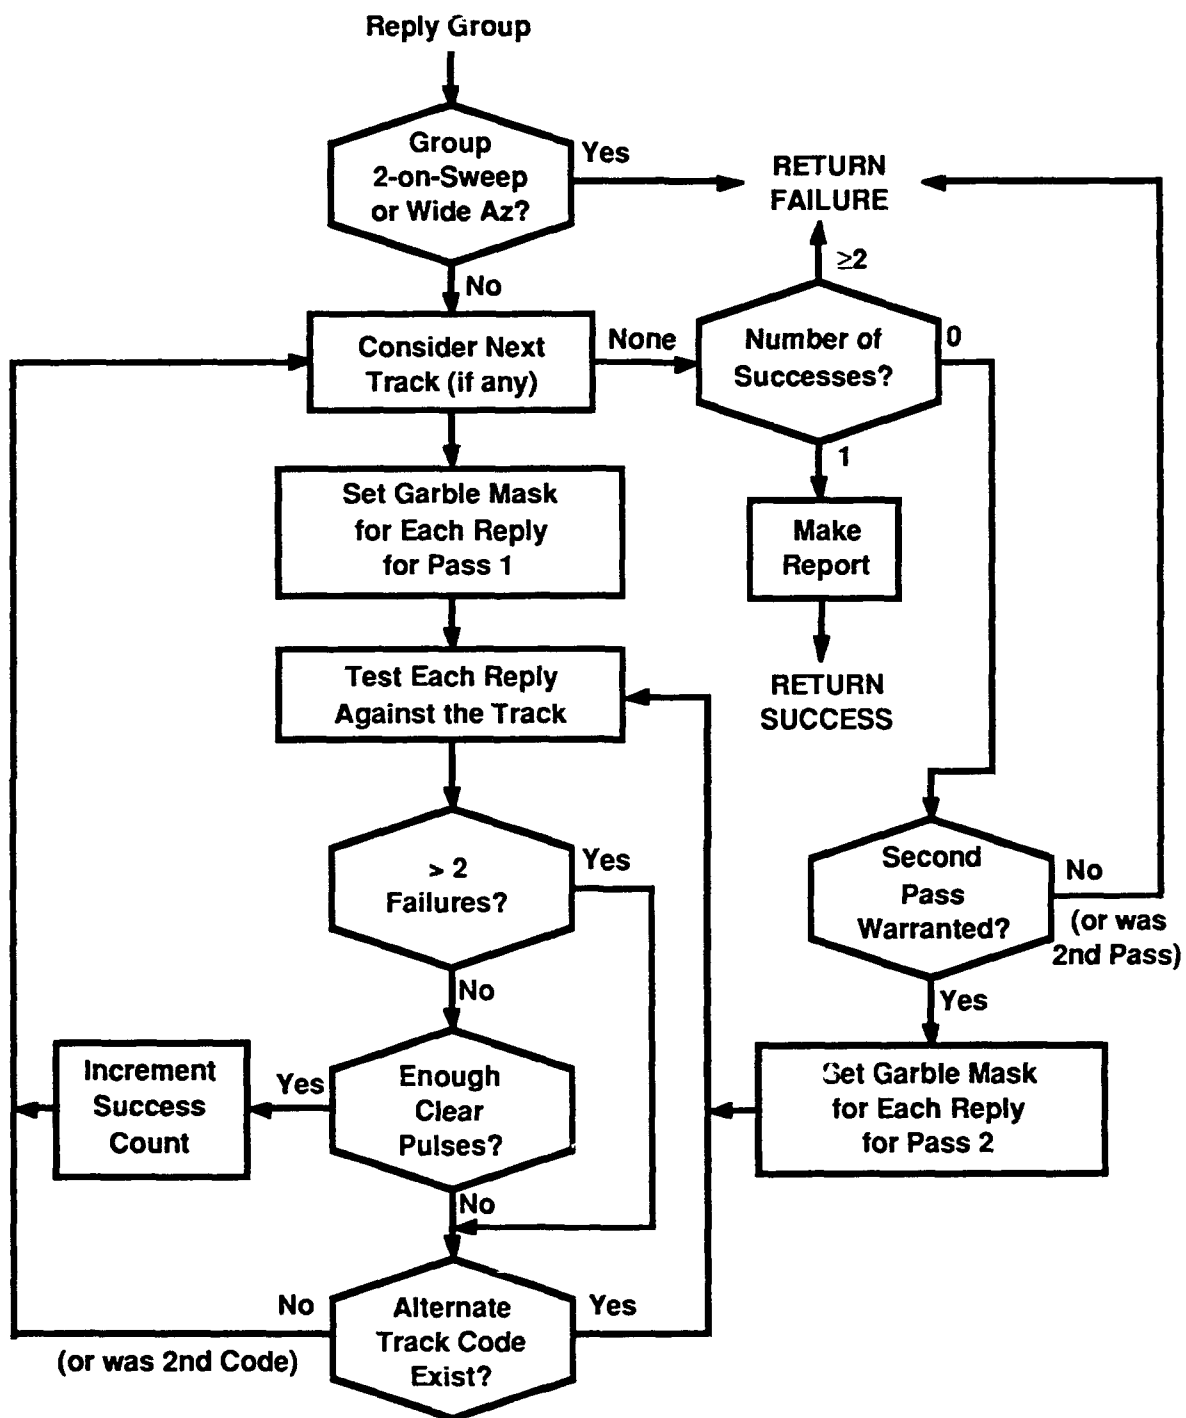 Reply Group
Group
2-on-Sweep
or Wide Az?
Yes
No
RETURN
FAILURE
≥2
Consider Next
Track (if any)
None
Number of
Successes?
0
1
Set Garble Mask
for Each Reply
for Pass 1
Make
Report
RETURN
SUCCESS
Test Each Reply
Against the Track
> 2
Failures?
Yes
No
Second
Pass
Warranted?
No
(or was
2nd Pass)
Yes
Increment
Success
Count
Yes
Enough
Clear
Pulses?
No
Set Garble Mask
for Each Reply
for Pass 2
No
(or was 2nd Code)
Alternate
Track Code
Exist?
Yes